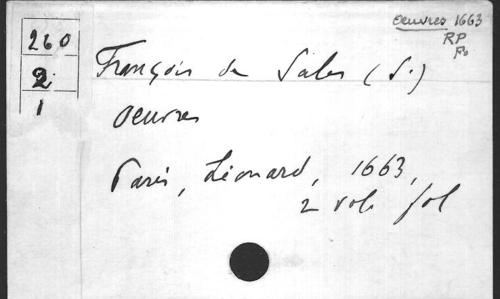 oeuvres 1663
RP
Fo
260
2
1
François de Sales (S.)
oeuvres
Paris, Léonard, 1663,
2 vol. fol